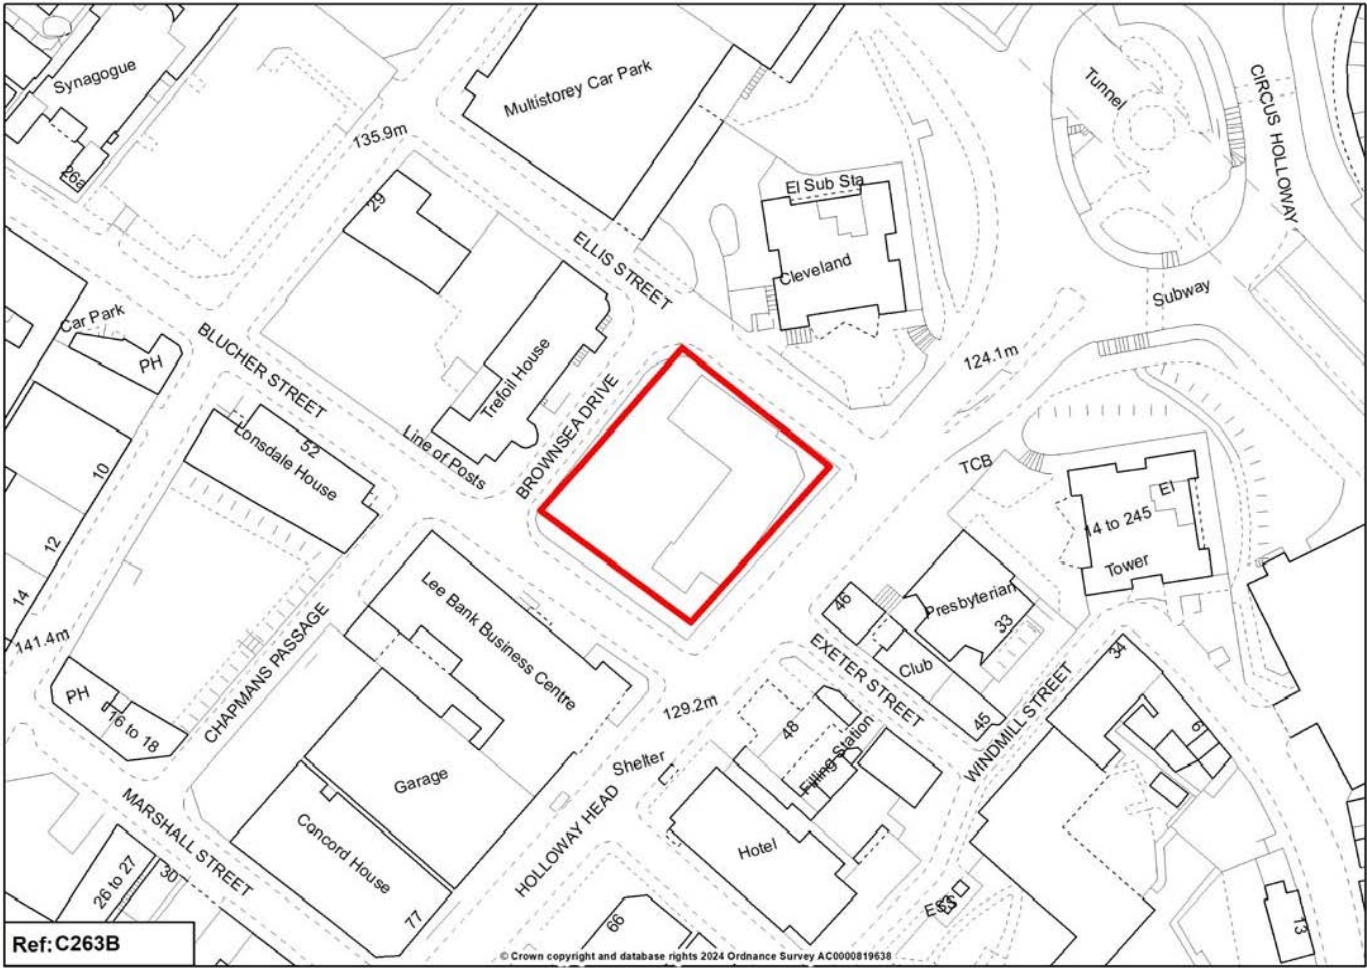 Synagogue
26a
135.9m
Multistorey Car Park
Tunnel
CIRCUS HOLLOWAY
29
El Sub Sta
Cleveland
ELLIS STREET
Subway
Car Park
PH
BLUCHER STREET
Trefoil House
BROWNSEA DRIVE
124.1m
52
Lonsdale House
Line of Posts
TCB
10
12
14
141.4m
El
14 to 245
Tower
Lee Bank Business Centre
46
Presbyterian
33
Club
EXETER STREET
45
34
WINDMILL STREET
PH
16 to 18
CHAPMANS PASSAGE
129.2m
48
Filling Station
6
Shelter
Garage
HOLLOWAY HEAD
Hotel
MARSHALL STREET
Concord House
26 to 27
30
77
66
ESS
13
Ref: C263B
© Crown copyright and database rights 2024 Ordnance Survey AC0000819638